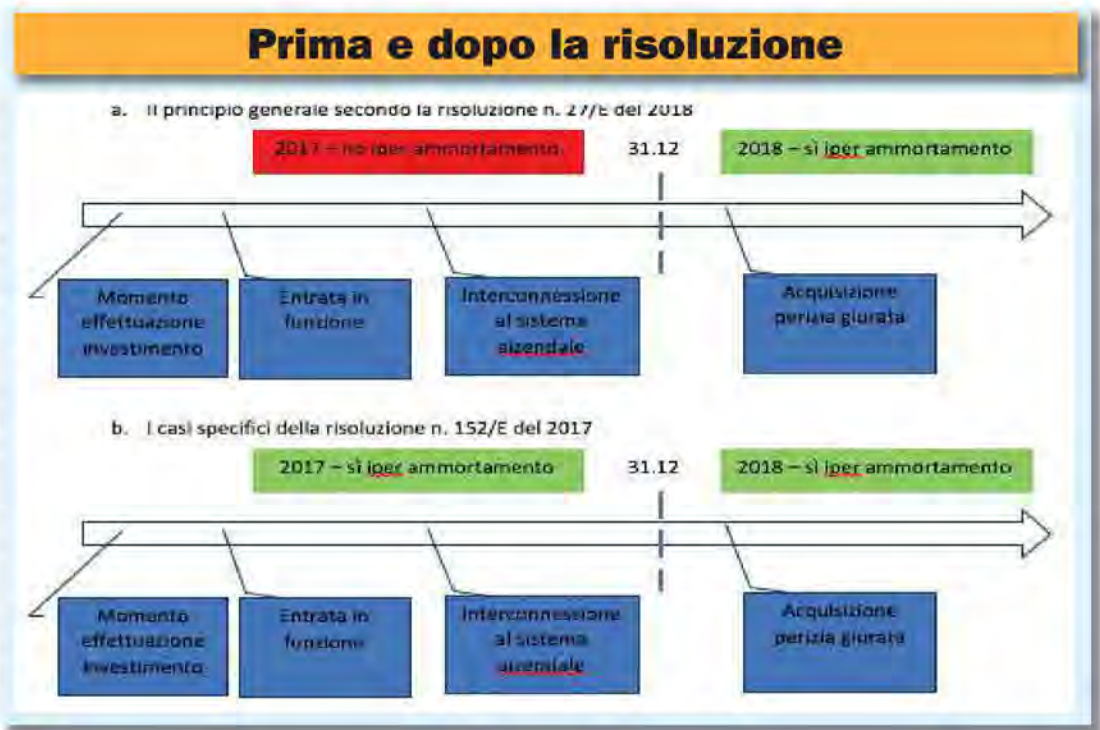 Prima e dopo la risoluzione
a. Il principio generale secondo la risoluzione n. 27/E del 2018
2017 – no iper ammortamento
31.12
2018 – sì iper ammortamento
Momento
effettuazione
investimento
Entrata in
funzione
Interconnessione
al sistema
aizendale
Acquisizione
perizia giurata
b. I casi specifici della risoluzione n. 152/E del 2017
2017 – sì iper ammortamento
31.12
2018 – sì iper ammortamento
Momento
effettuazione
investimento
Entrata in
funzione
Interconnessione
al sistema
aizendale
Acquisizione
perizia giurata